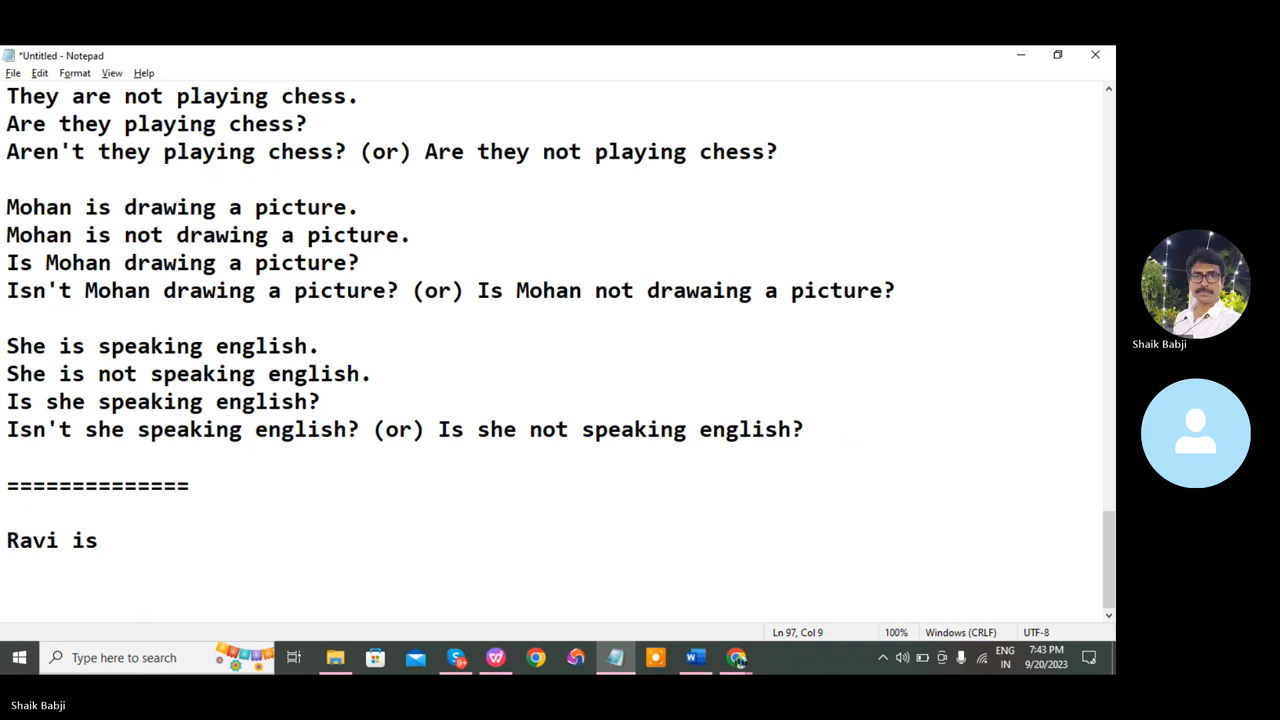 *Untitled - Notepad
File Edit Format View Help
They are not playing chess.
Are they playing chess?
Aren't they playing chess? (or) Are they not playing chess?
Mohan is drawing a picture.
Mohan is not drawing a picture.
Is Mohan drawing a picture?
Isn't Mohan drawing a picture? (or) Is Mohan not drawaing a picture?
She is speaking english.
She is not speaking english.
Is she speaking english?
Isn't she speaking english? (or) Is she not speaking english?
==============
Ravi is
Shaik Babji
Ln 97, Col 9 100% Windows (CRLF) UTF-8
Type here to search
ENG
IN
7:43 PM
9/20/2023
Shaik Babji